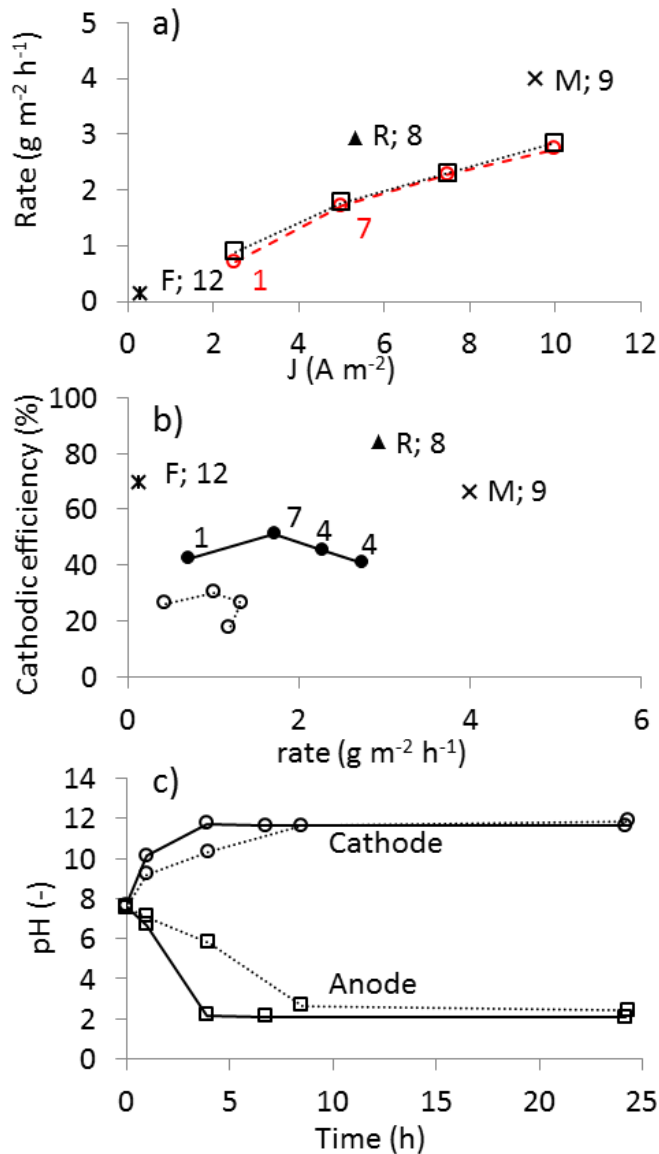 a)
Rate (g m⁻² h⁻¹)
5
4
3
2
1
0
M; 9
R; 8
7
F; 12
1
0 2 4 6 8 10 12
J (A m⁻²)
b)
Cathodic efficiency (%)
100
80
60
40
20
0
R; 8
F; 12
M; 9
1 7 4 4
0 2 4 6
rate (g m⁻² h⁻¹)
c)
pH (-)
14
12
10
8
6
4
2
0
Cathode
Anode
0 5 10 15 20 25
Time (h)